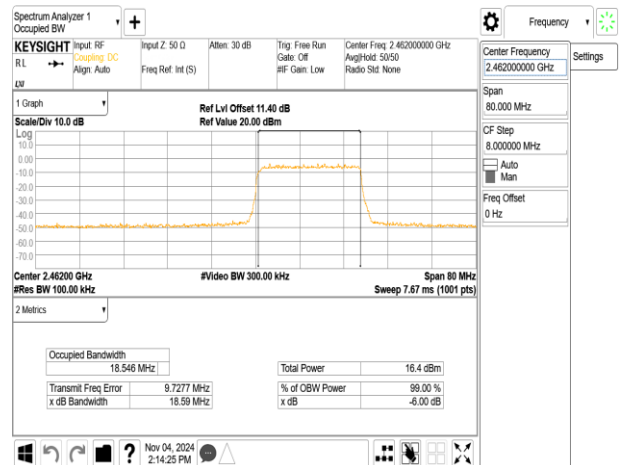 Spectrum Analyzer 1
Occupied BW
Frequency
KEYSIGHT
Input: RF
Input Z: 50 Ω
Atten: 30 dB
Trig: Free Run
Center Freq: 2.462000000 GHz
RL
Coupling: DC
Gate: Off
Avg|Hold: 50/50
Align: Auto
Freq Ref: Int (S)
#IF Gain: Low
Radio Std: None
Center Frequency
2.462000000 GHz
Settings
Span
80.000 MHz
CF Step
8.000000 MHz
Auto
Man
Freq Offset
0 Hz
1 Graph
Ref Lvl Offset 11.40 dB
Scale/Div 10.0 dB
Ref Value 20.00 dBm
Log
10.0
0.00
-10.0
-20.0
-30.0
-40.0
-50.0
-60.0
-70.0
Center 2.46200 GHz
#Video BW 300.00 kHz
Span 80 MHz
#Res BW 100.00 kHz
Sweep 7.67 ms (1001 pts)
2 Metrics
Occupied Bandwidth
18.546 MHz
Total Power
16.4 dBm
Transmit Freq Error
9.7277 MHz
% of OBW Power
99.00 %
x dB Bandwidth
18.59 MHz
x dB
-6.00 dB
?
Nov 04, 2024
2:14:25 PM